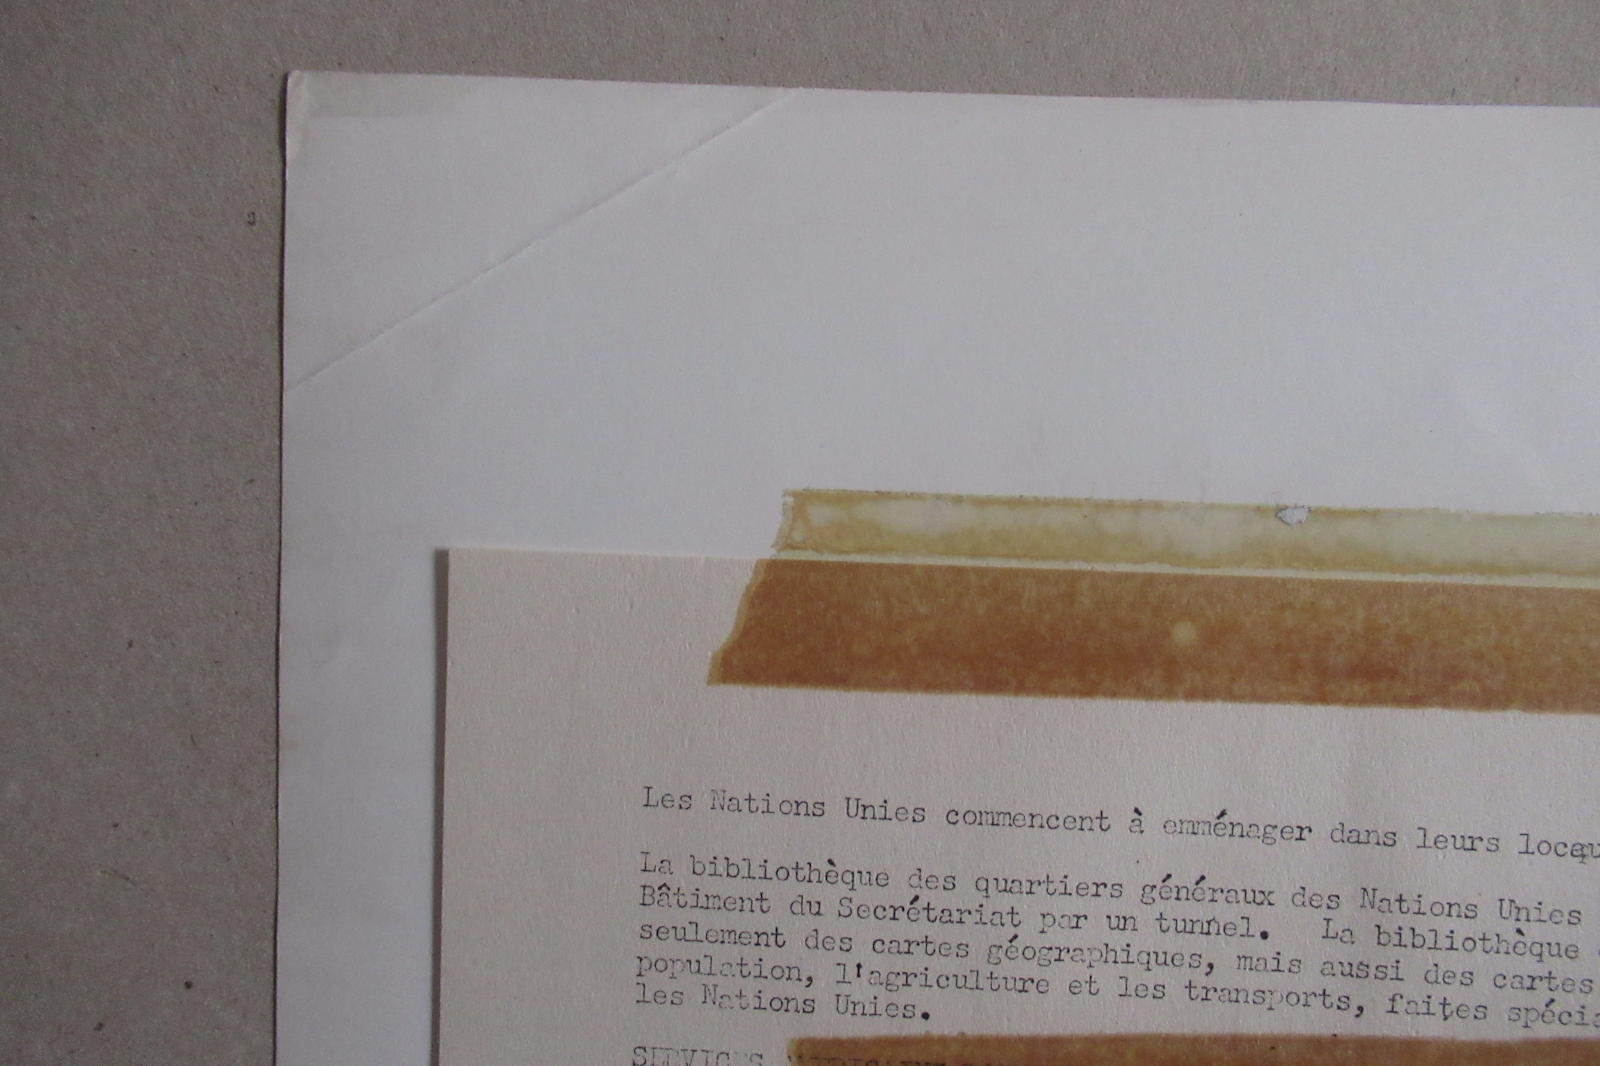 Les Nations Unies commencent à emménager dans leurs locau
La bibliothèque des quartiers généraux des Nations Unies
Bâtiment du Secrétariat par un tunnel. La bibliothèque
seulement des cartes géographiques, mais aussi des cartes
population, l'agriculture et les transports, faites spécia
les Nations Unies.
SERVICES